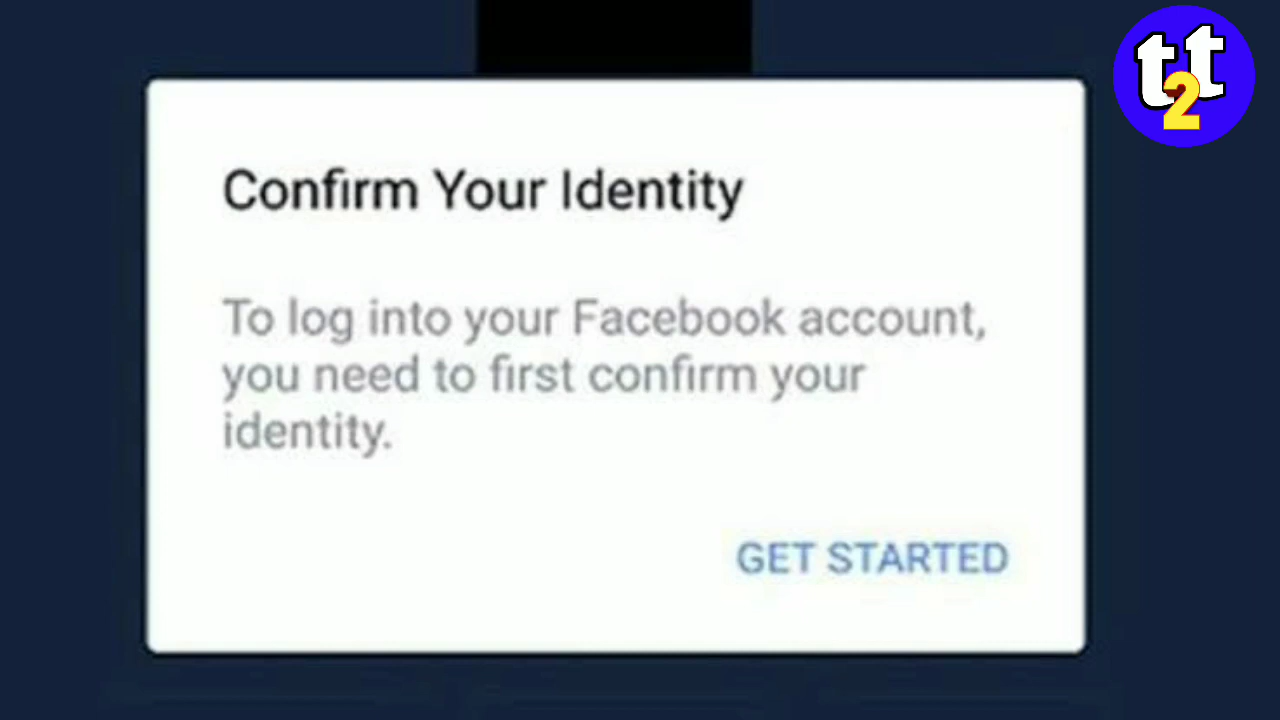 Confirm Your Identity
To log into your Facebook account,
you need to first confirm your
identity.
GET STARTED
t2t